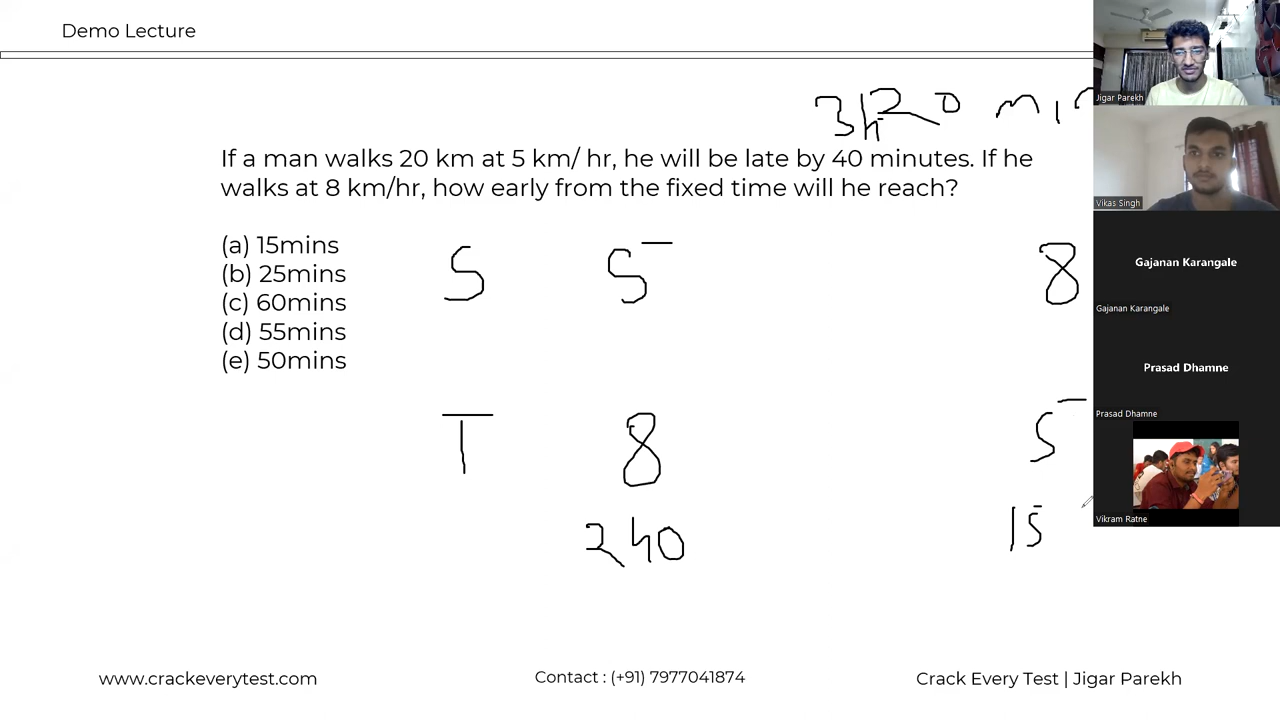 Demo Lecture
3h 20 min
If a man walks 20 km at 5 km/ hr, he will be late by 40 minutes. If he
walks at 8 km/hr, how early from the fixed time will he reach?
(a) 15mins
(b) 25mins
(c) 60mins
(d) 55mins
(e) 50mins
S 5 8
T 8 5
240 15
Jigar Parekh
Vikas Singh
Gajanan Karangale
Gajanan Karangale
Prasad Dhamne
Prasad Dhamne
Vikram Ratne
www.crackeverytest.com
Contact : (+91) 7977041874
Crack Every Test | Jigar Parekh